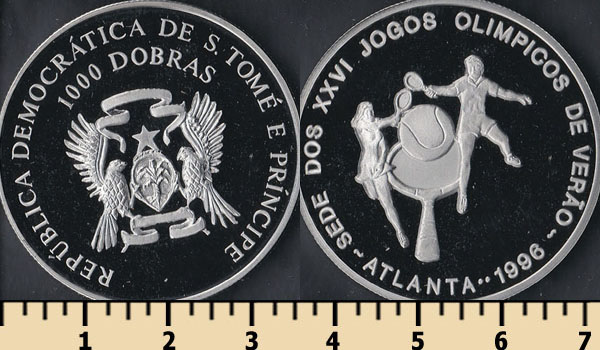 REPÚBLICA DEMOCRÁTICA DE S. TOMÉ E PRÍNCIPE
1000 DOBRAS
~SEDE DOS XXVI JOGOS OLIMPICOS DE VERÃO~
ATLANTA··1996
1 2 3 4 5 6 7